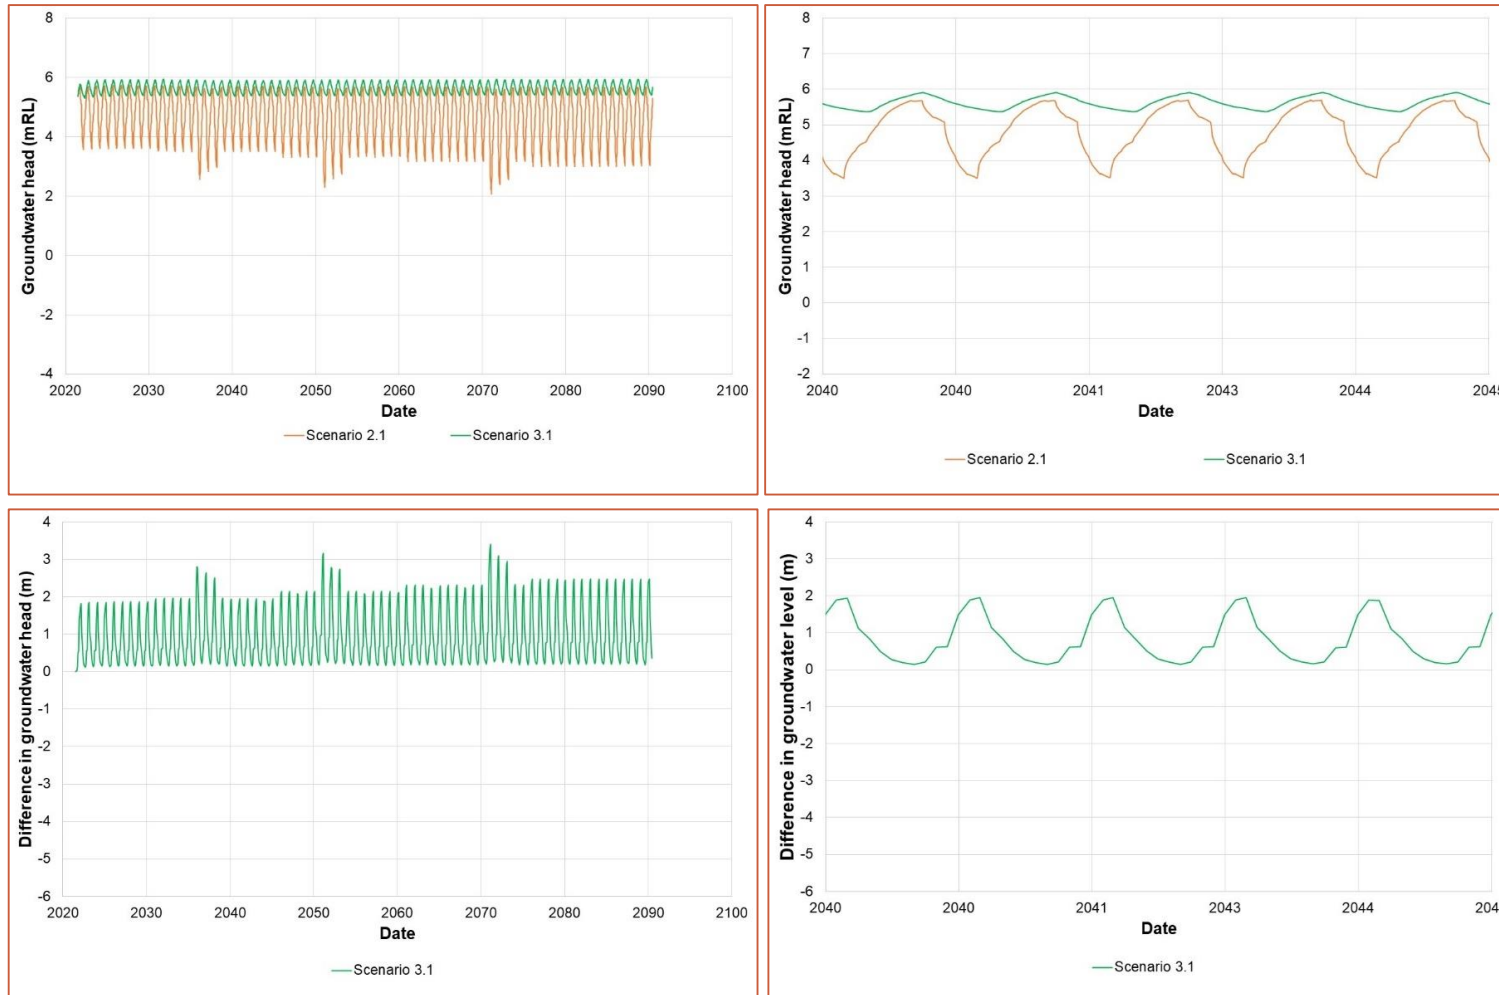 8
6
4
2
0
-2
-4
Groundwater head (mRL)
2020 2030 2040 2050 2060 2070 2080 2090 2100
Date
Scenario 2.1 Scenario 3.1
8
7
6
5
4
3
2
1
0
-1
-2
Groundwater head (mRL)
2040 2040 2041 2043 2044 2045
Date
Scenario 2.1 Scenario 3.1
4
3
2
1
0
-1
-2
-3
-4
-5
-6
Difference in groundwater head (m)
2020 2030 2040 2050 2060 2070 2080 2090 2100
Date
Scenario 3.1
4
3
2
1
0
-1
-2
-3
-4
-5
-6
Difference in groundwater level (m)
2040 2040 2041 2043 2044 204
Date
Scenario 3.1